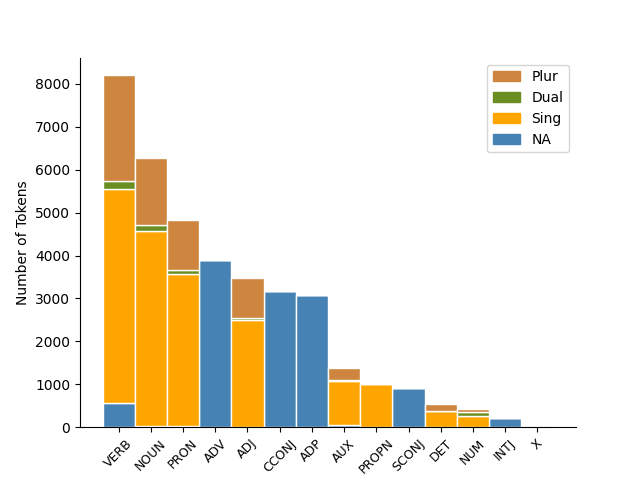 Plur
Dual
Sing
NA
Number of Tokens
8000
7000
6000
5000
4000
3000
2000
1000
0
VERB
NOUN
PRON
ADV
ADJ
CCONJ
ADP
AUX
PROPN
SCONJ
DET
NUM
INTJ
X